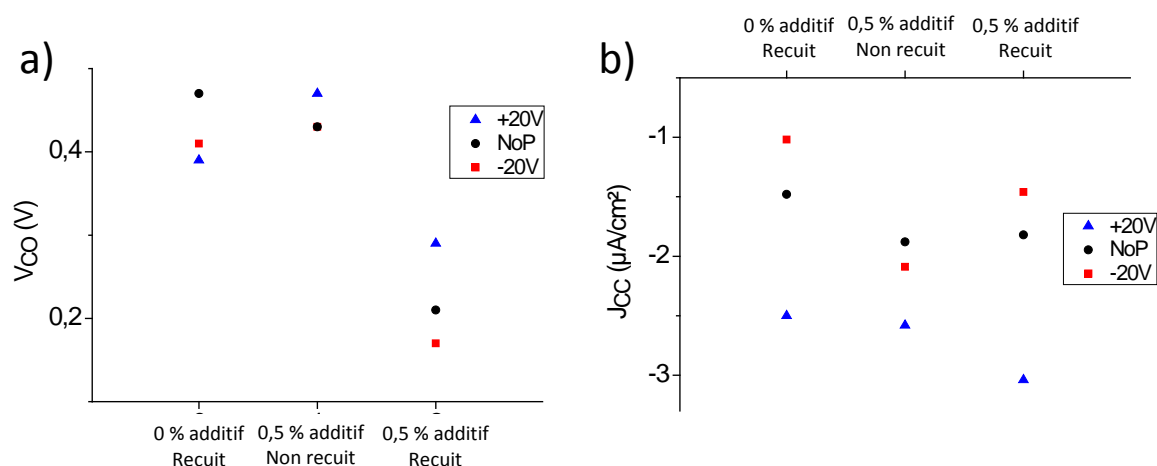 a)
0,4
0,2
V_CO (V)
+20V
NoP
-20V
0 % additif
Recuit
0,5 % additif
Non recuit
0,5 % additif
Recuit
b)
0 % additif
Recuit
0,5 % additif
Non recuit
0,5 % additif
Recuit
-1
-2
-3
J_CC (µA/cm²)
+20V
NoP
-20V